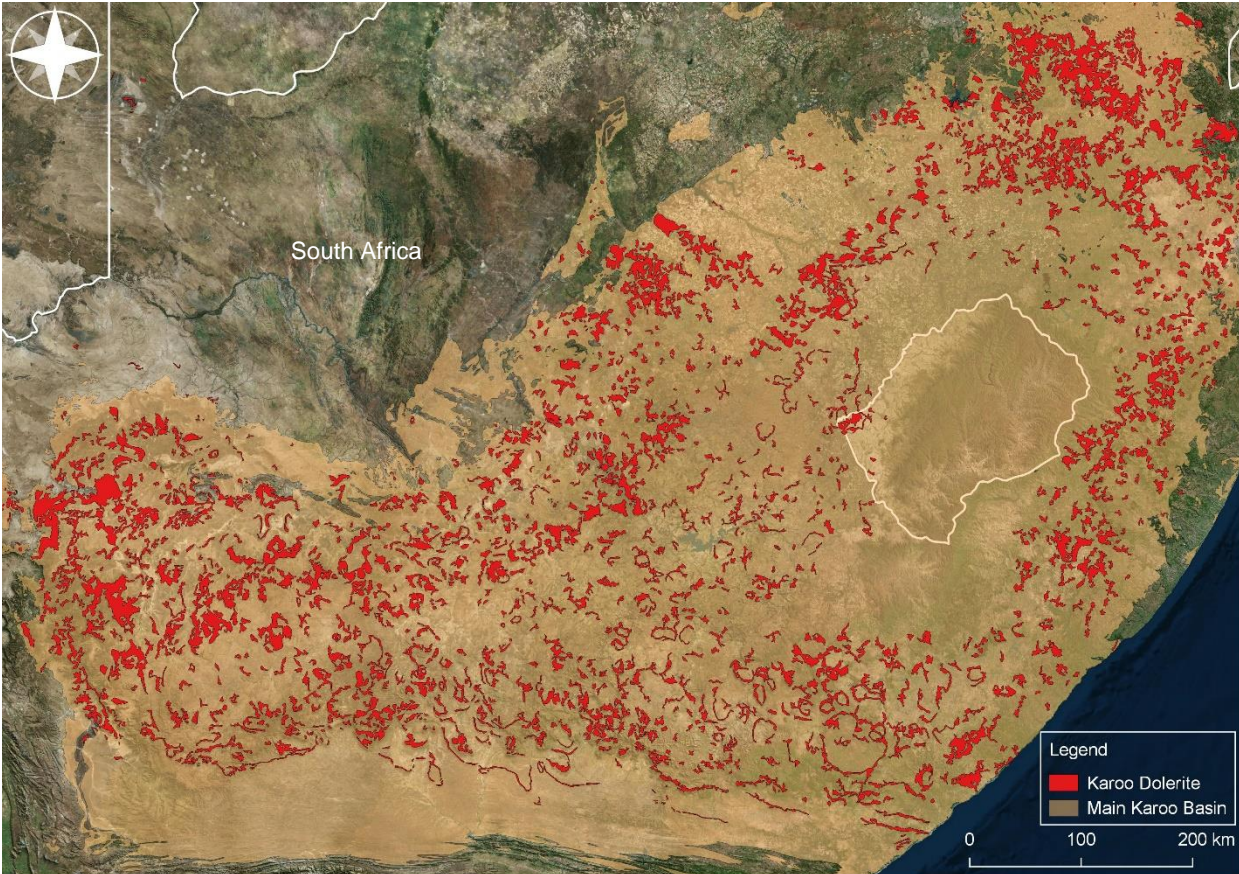 South Africa
Legend
Karoo Dolerite
Main Karoo Basin
0 100 200 km